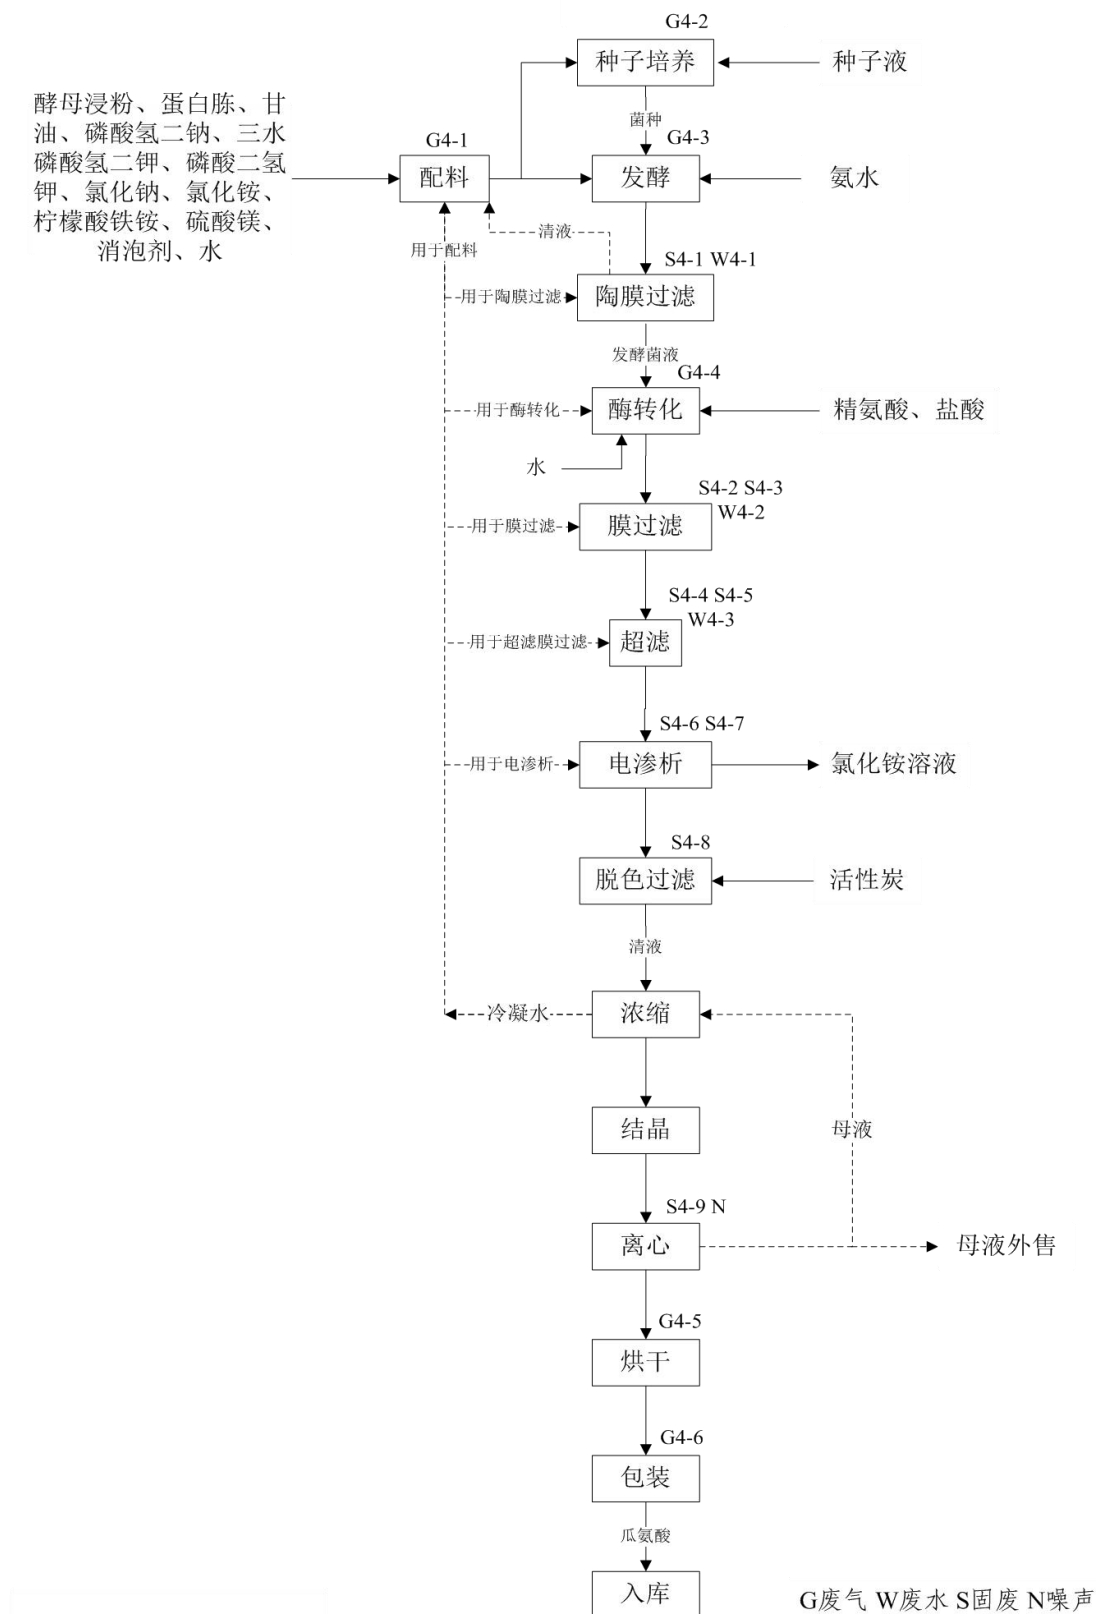 G4-2
种子培养
种子液
菌种
酵母浸粉、蛋白胨、甘
油、磷酸氢二钠、三水
磷酸氢二钾、磷酸二氢
钾、氯化钠、氯化铵、
柠檬酸铁铵、硫酸镁、
消泡剂、水
G4-1
配料
G4-3
发酵
氨水
清液
用于配料
S4-1 W4-1
用于陶膜过滤
陶膜过滤
发酵菌液
G4-4
用于酶转化
酶转化
精氨酸、盐酸
水
S4-2 S4-3
W4-2
用于膜过滤
膜过滤
S4-4 S4-5
W4-3
用于超滤膜过滤
超滤
S4-6 S4-7
用于电渗析
电渗析
氯化铵溶液
S4-8
脱色过滤
活性炭
清液
冷凝水
浓缩
结晶
母液
S4-9 N
离心
母液外售
G4-5
烘干
G4-6
包装
瓜氨酸
入库
G废气 W废水 S固废 N噪声